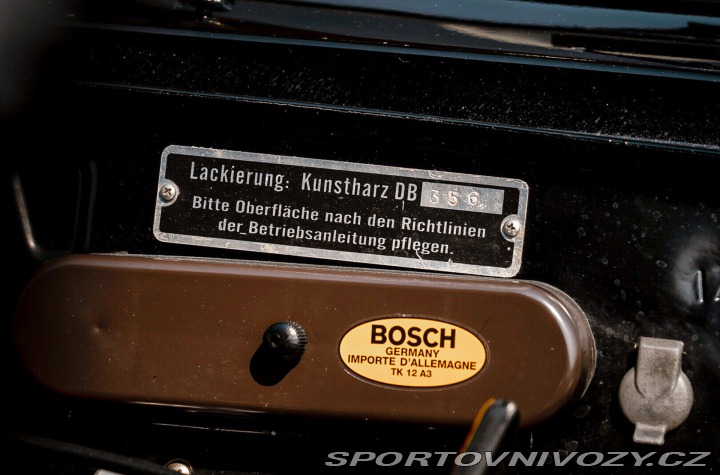 Lackierung: Kunstharz DB 356
Bitte Oberfläche nach den Richtlinien
der Betriebsanleitung pflegen.
BOSCH
GERMANY
IMPORTE D'ALLEMAGNE
TK 12 A3
SPORTOVNIVOZY.CZ